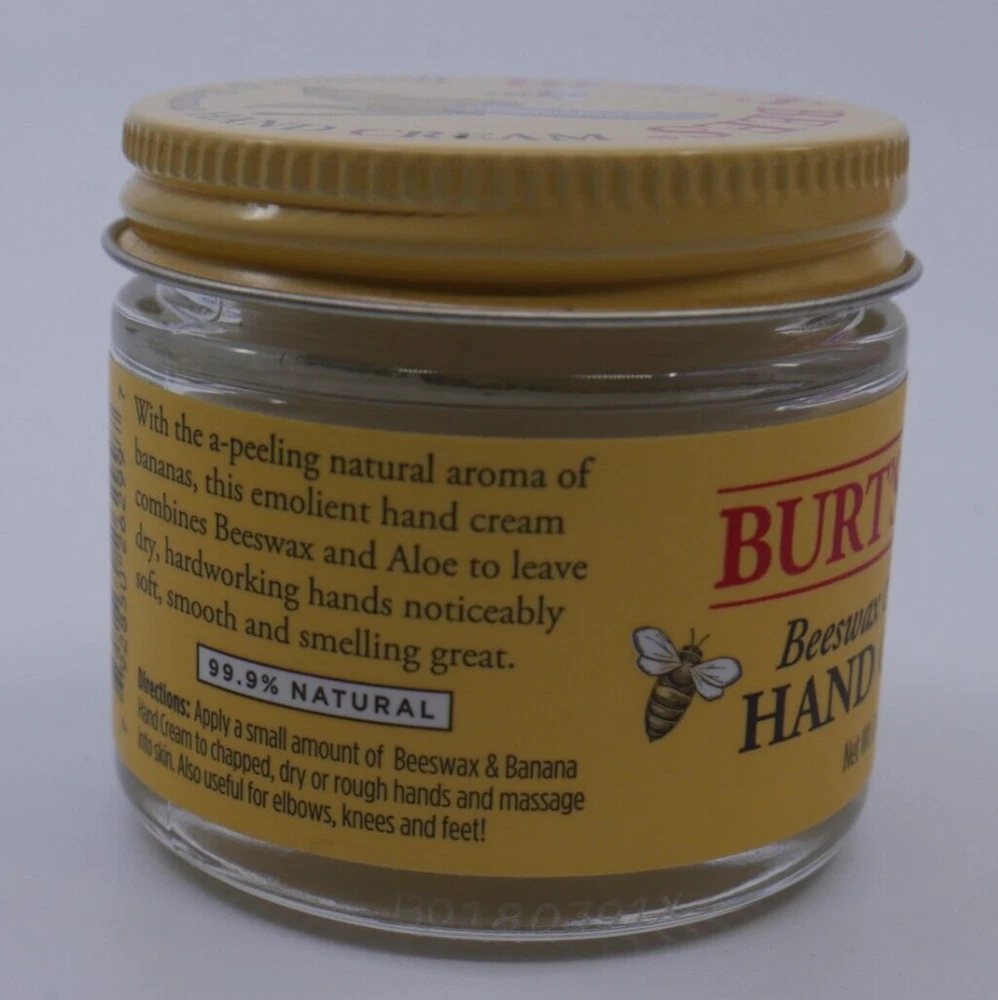 HAND CREAM
With the a-peeling natural aroma of
bananas, this emolient hand cream
combines Beeswax and Aloe to leave
dry, hardworking hands noticeably
soft, smooth and smelling great.
99.9% NATURAL
Directions: Apply a small amount of Beeswax & Banana
Hand Cream to chapped, dry or rough hands and massage
into skin. Also useful for elbows, knees and feet!
BURT'S
Beeswax
HAND
Net Wt